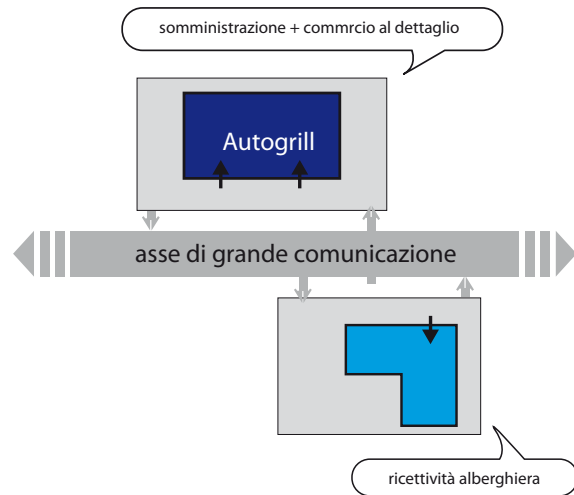 somministrazione + commrcio al dettaglio
Autogrill
asse di grande comunicazione
ricettività alberghiera